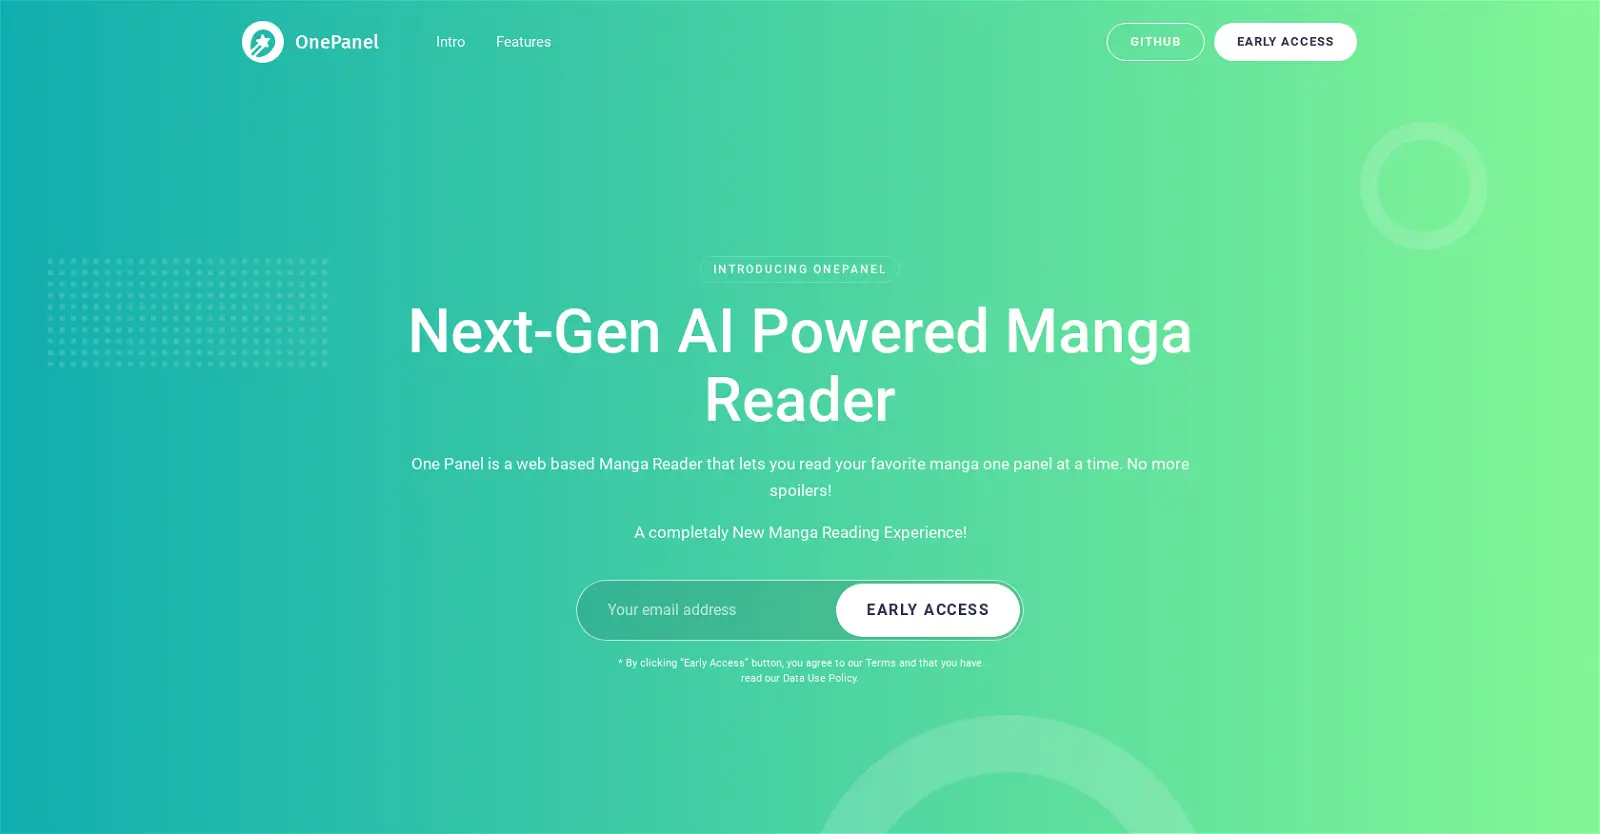 OnePanel
Intro
Features
GITHUB
EARLY ACCESS
INTRODUCING ONEPANEL
Next-Gen AI Powered Manga
Reader
One Panel is a web based Manga Reader that lets you read your favorite manga one panel at a time. No more
spoilers!
A completaly New Manga Reading Experience!
Your email address
EARLY ACCESS
* By clicking "Early Access" button, you agree to our Terms and that you have
read our Data Use Policy.